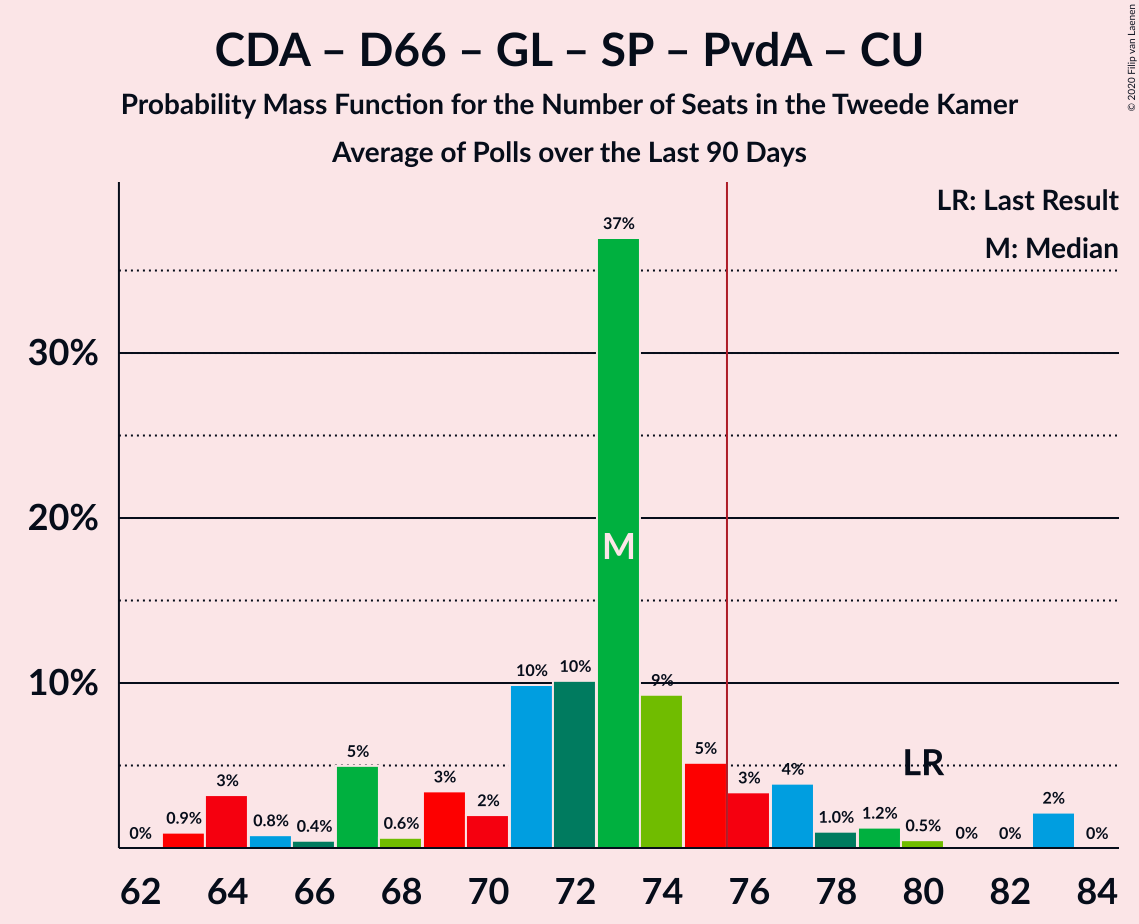 CDA – D66 – GL – SP – PvdA – CU
Probability Mass Function for the Number of Seats in the Tweede Kamer
Average of Polls over the Last 90 Days
© 2020 Filip van Laenen
LR: Last Result
M: Median
30%
20%
10%
0%
0.9%
3%
0.8%
0.4%
5%
0.6%
3%
2%
10%
10%
37%
9%
5%
3%
4%
1.0%
1.2%
0.5%
0%
0%
2%
0%
M
LR
62 64 66 68 70 72 74 76 78 80 82 84